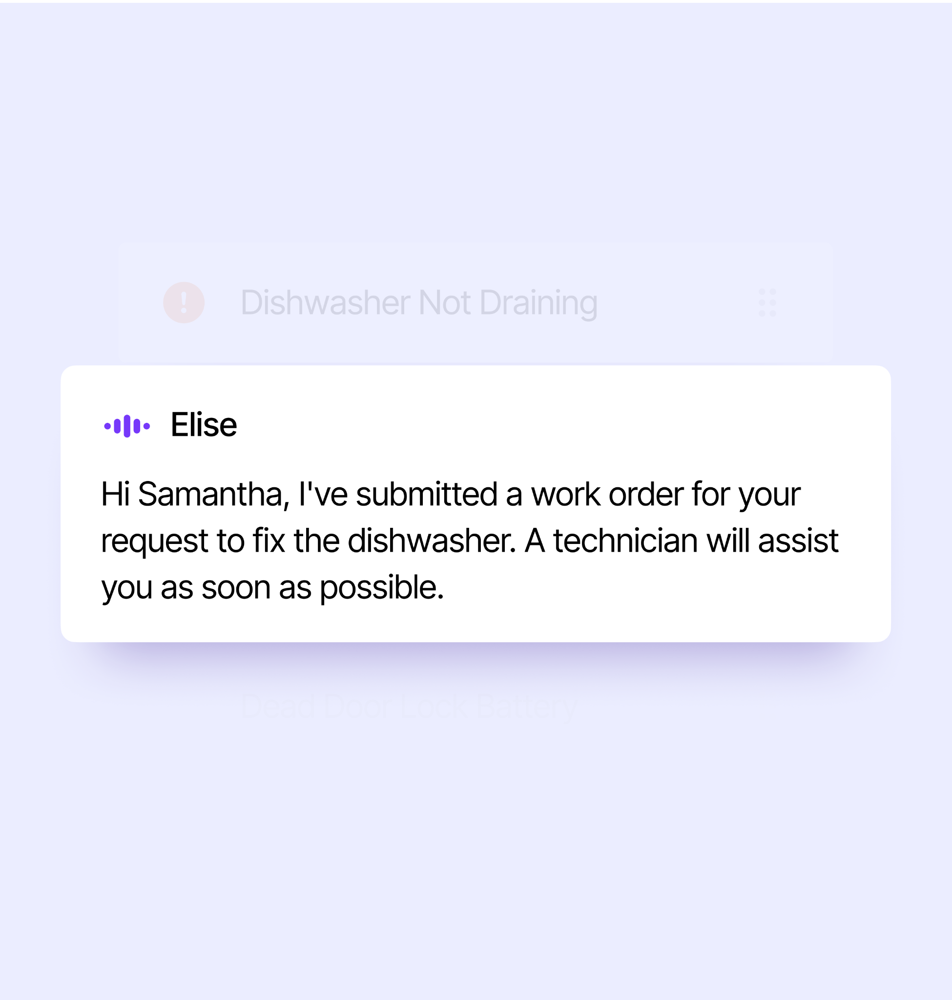 Dishwasher Not Draining
Elise
Hi Samantha, I've submitted a work order for your
request to fix the dishwasher. A technician will assist
you as soon as possible.
Dead Door Lock Battery